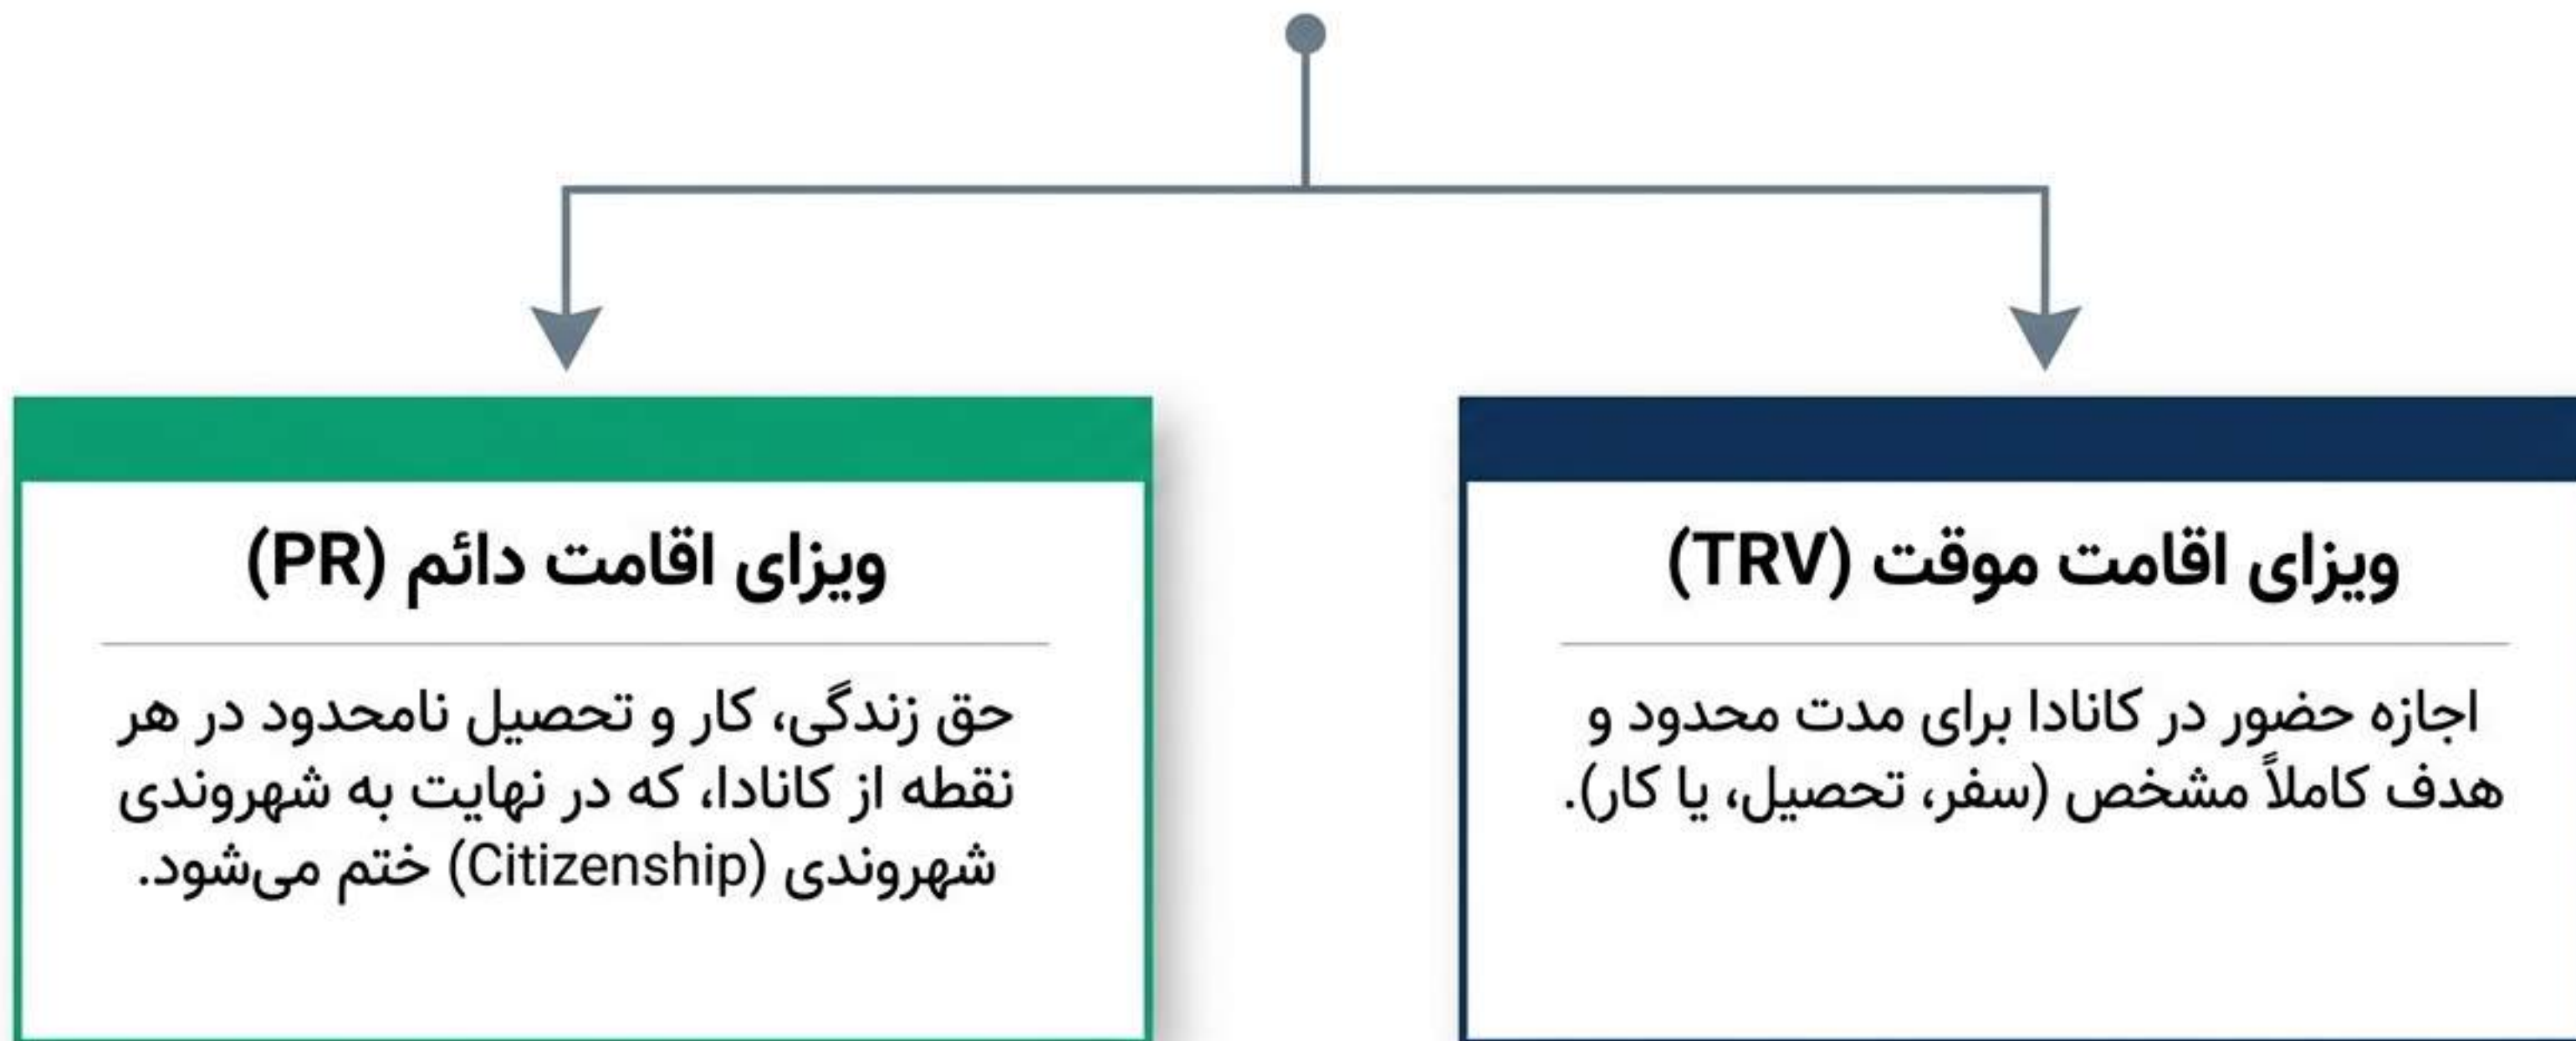 ویزای اقامت موقت (TRV)
اجازه حضور در کانادا برای مدت محدود و
هدف کاملاً مشخص (سفر، تحصیل، یا کار).
ویزای اقامت دائم (PR)
حق زندگی، کار و تحصیل نامحدود در هر
نقطه از کانادا، که در نهایت به شهروندی
شهروندی (Citizenship) ختم می‌شود.